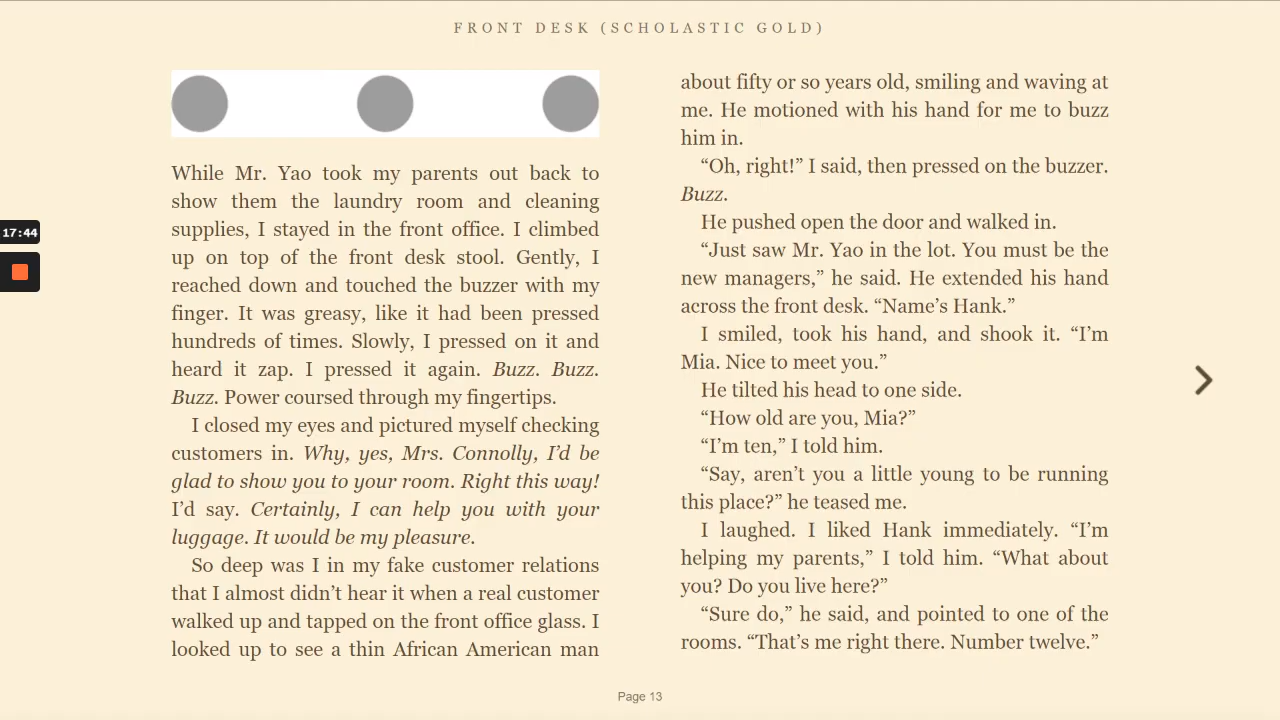 FRONT DESK (SCHOLASTIC GOLD)
17:44
While Mr. Yao took my parents out back to
show them the laundry room and cleaning
supplies, I stayed in the front office. I climbed
up on top of the front desk stool. Gently, I
reached down and touched the buzzer with my
finger. It was greasy, like it had been pressed
hundreds of times. Slowly, I pressed on it and
heard it zap. I pressed it again. Buzz. Buzz.
Buzz. Power coursed through my fingertips.
I closed my eyes and pictured myself checking
customers in. Why, yes, Mrs. Connolly, I’d be
glad to show you to your room. Right this way!
I’d say. Certainly, I can help you with your
luggage. It would be my pleasure.
So deep was I in my fake customer relations
that I almost didn’t hear it when a real customer
walked up and tapped on the front office glass. I
looked up to see a thin African American man
about fifty or so years old, smiling and waving at
me. He motioned with his hand for me to buzz
him in.
“Oh, right!” I said, then pressed on the buzzer.
Buzz.
He pushed open the door and walked in.
“Just saw Mr. Yao in the lot. You must be the
new managers,” he said. He extended his hand
across the front desk. “Name’s Hank.”
I smiled, took his hand, and shook it. “I’m
Mia. Nice to meet you.”
He tilted his head to one side.
“How old are you, Mia?”
“I’m ten,” I told him.
“Say, aren’t you a little young to be running
this place?” he teased me.
I laughed. I liked Hank immediately. “I’m
helping my parents,” I told him. “What about
you? Do you live here?”
“Sure do,” he said, and pointed to one of the
rooms. “That’s me right there. Number twelve.”
Page 13